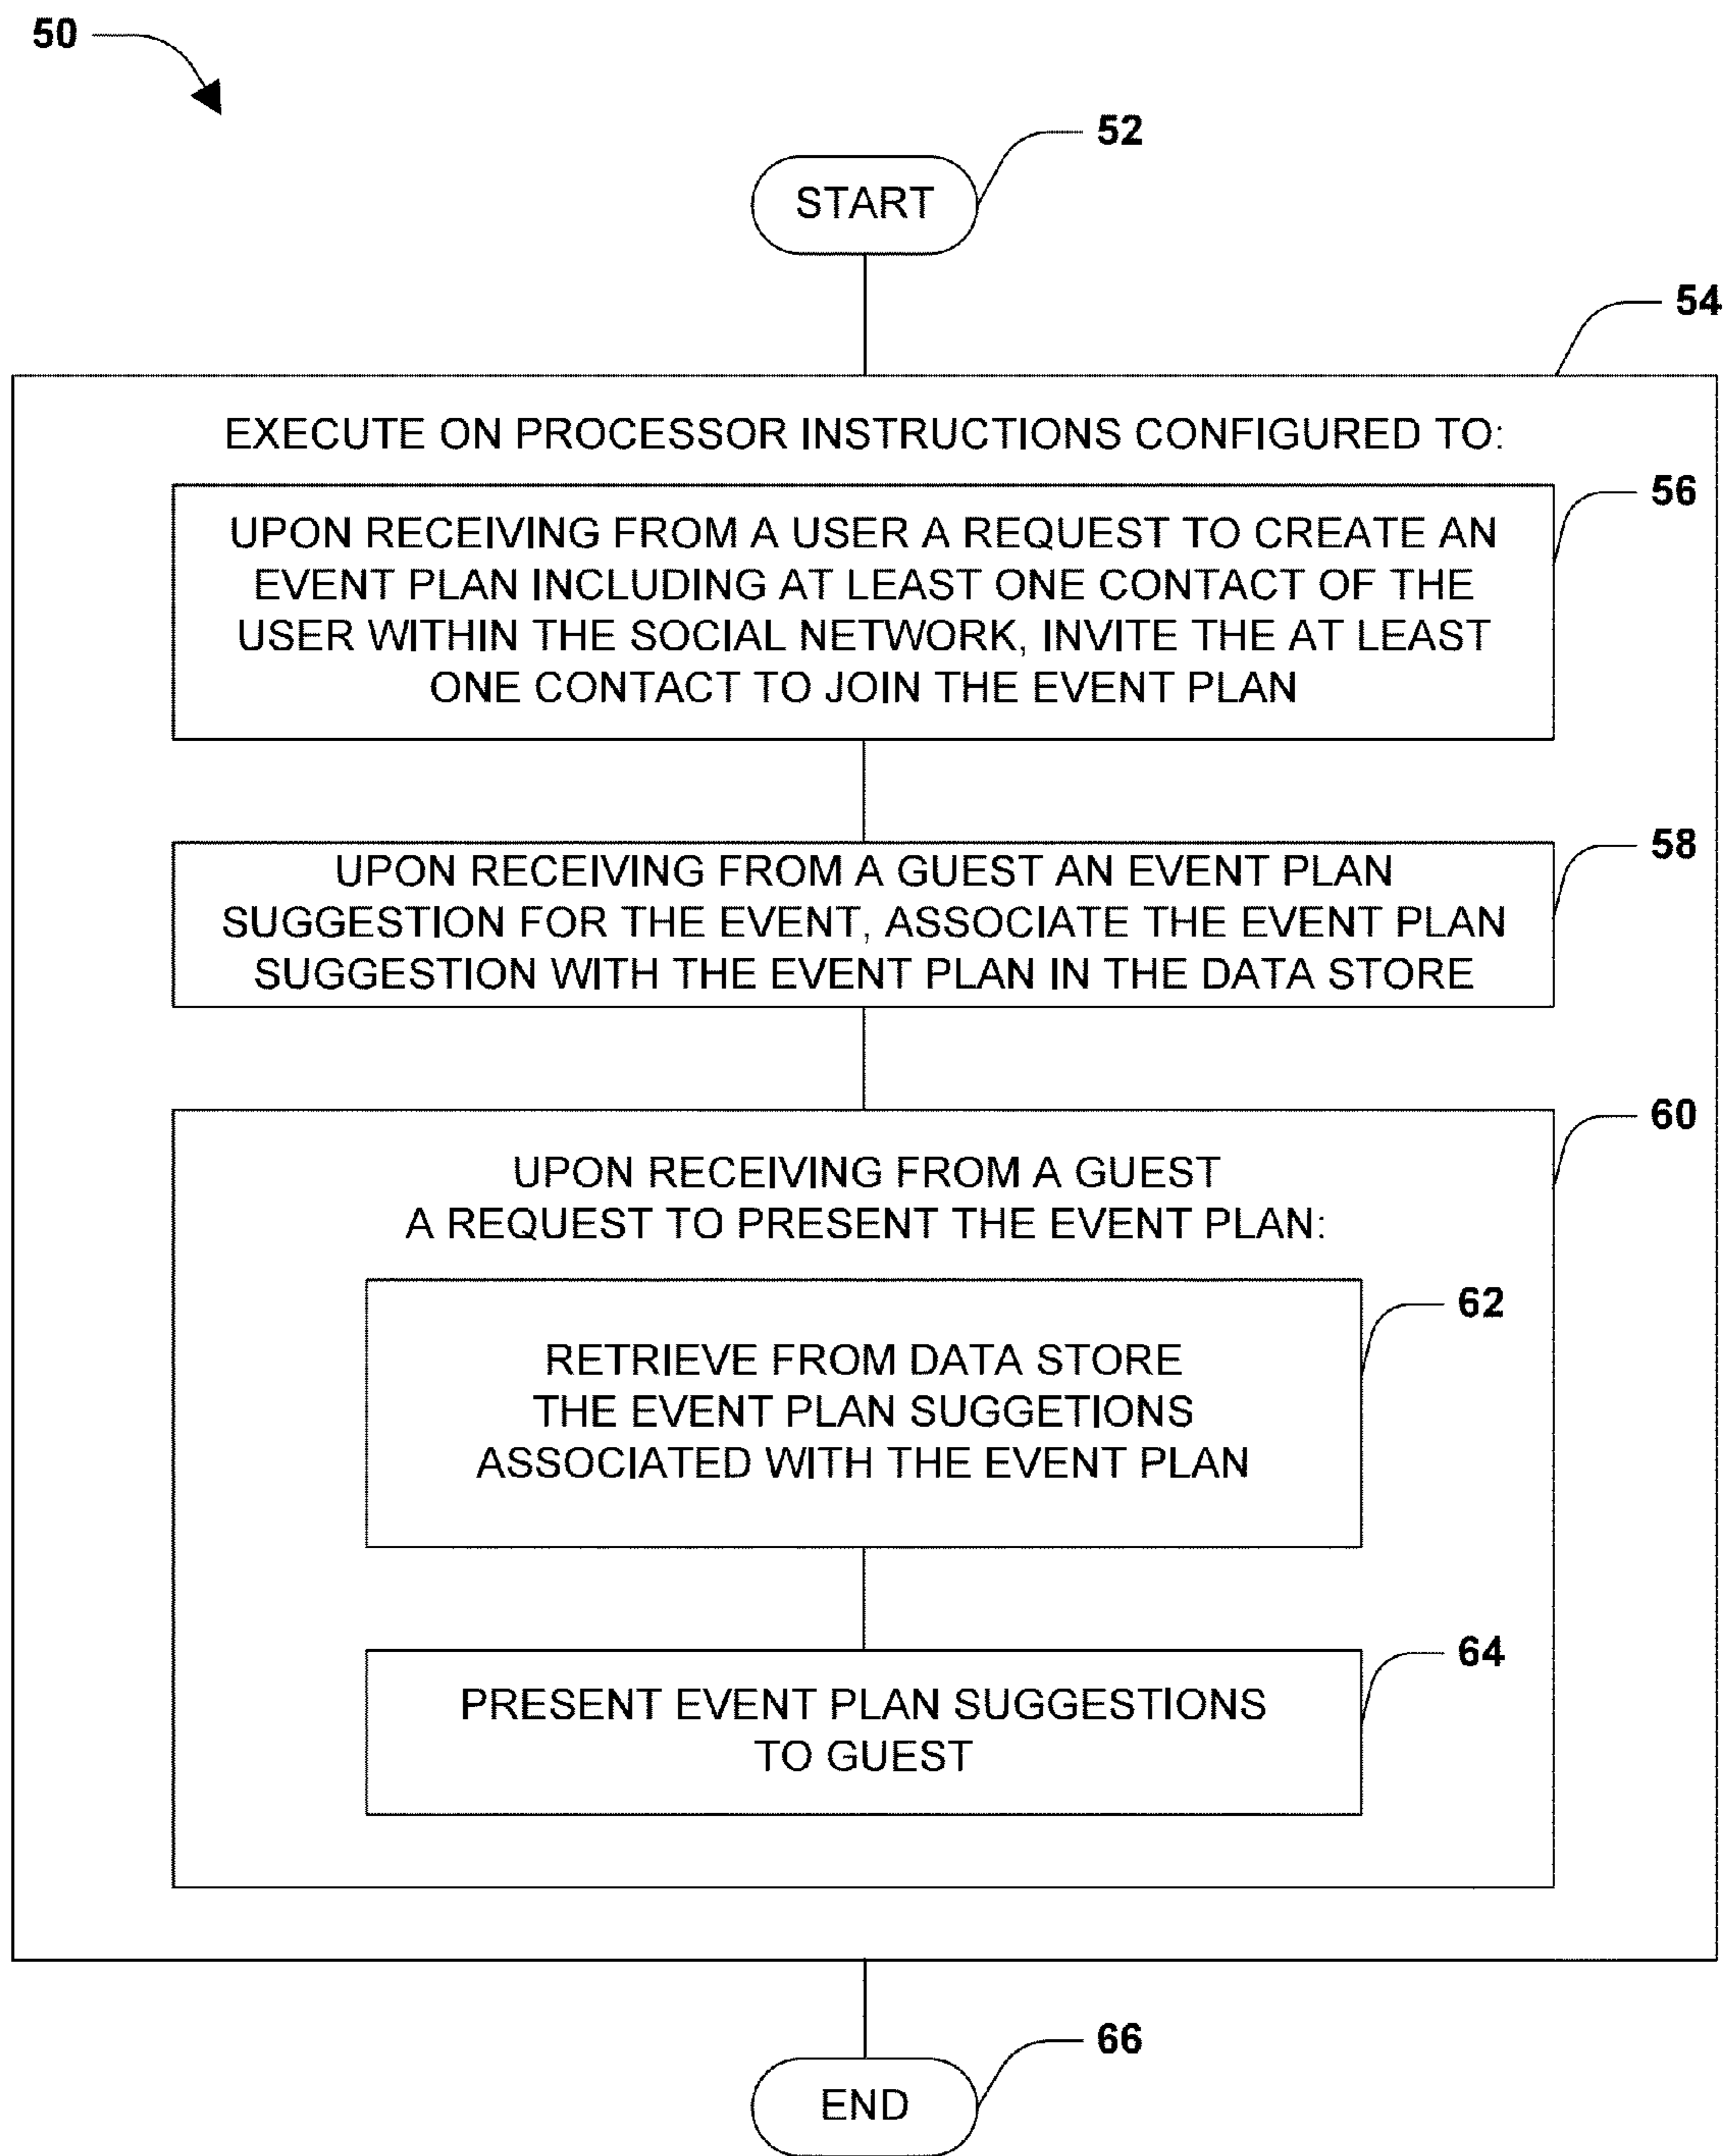 50
52
START
54
EXECUTE ON PROCESSOR INSTRUCTIONS CONFIGURED TO:
56
UPON RECEIVING FROM A USER A REQUEST TO CREATE AN
EVENT PLAN INCLUDING AT LEAST ONE CONTACT OF THE
USER WITHIN THE SOCIAL NETWORK, INVITE THE AT LEAST
ONE CONTACT TO JOIN THE EVENT PLAN
58
UPON RECEIVING FROM A GUEST AN EVENT PLAN
SUGGESTION FOR THE EVENT, ASSOCIATE THE EVENT PLAN
SUGGESTION WITH THE EVENT PLAN IN THE DATA STORE
60
UPON RECEIVING FROM A GUEST
A REQUEST TO PRESENT THE EVENT PLAN:
62
RETRIEVE FROM DATA STORE
THE EVENT PLAN SUGGETIONS
ASSOCIATED WITH THE EVENT PLAN
64
PRESENT EVENT PLAN SUGGESTIONS
TO GUEST
66
END